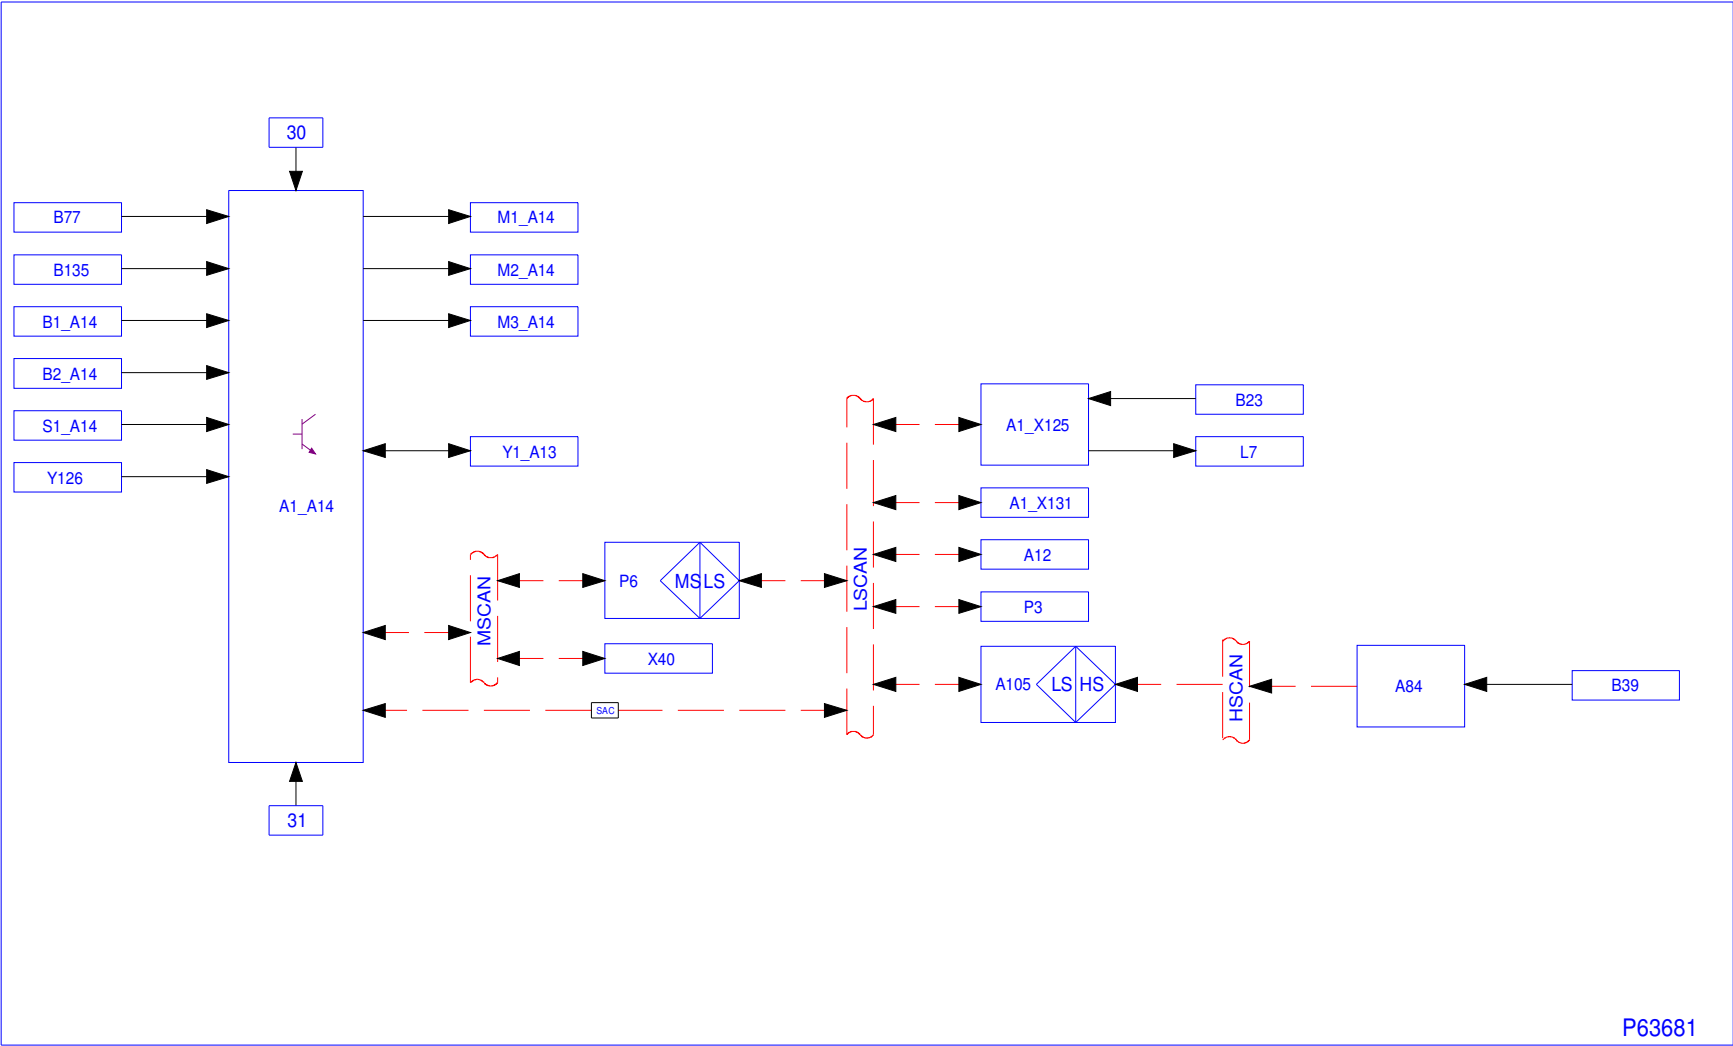 30
B77
M1_A14
B135
M2_A14
B1_A14
M3_A14
B2_A14
S1_A14
Y1_A13
Y126
A1_A14
31
MSCAN
P6
MS
LS
X40
SAC
LSCAN
A1_X125
B23
L7
A1_X131
A12
P3
A105
LS
HS
HSCAN
A84
B39
P63681